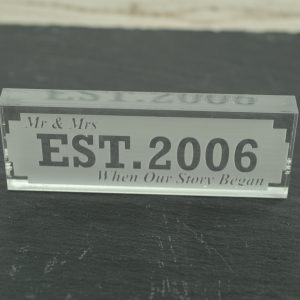 Mr & Mrs
EST.2006
When Our Story Began